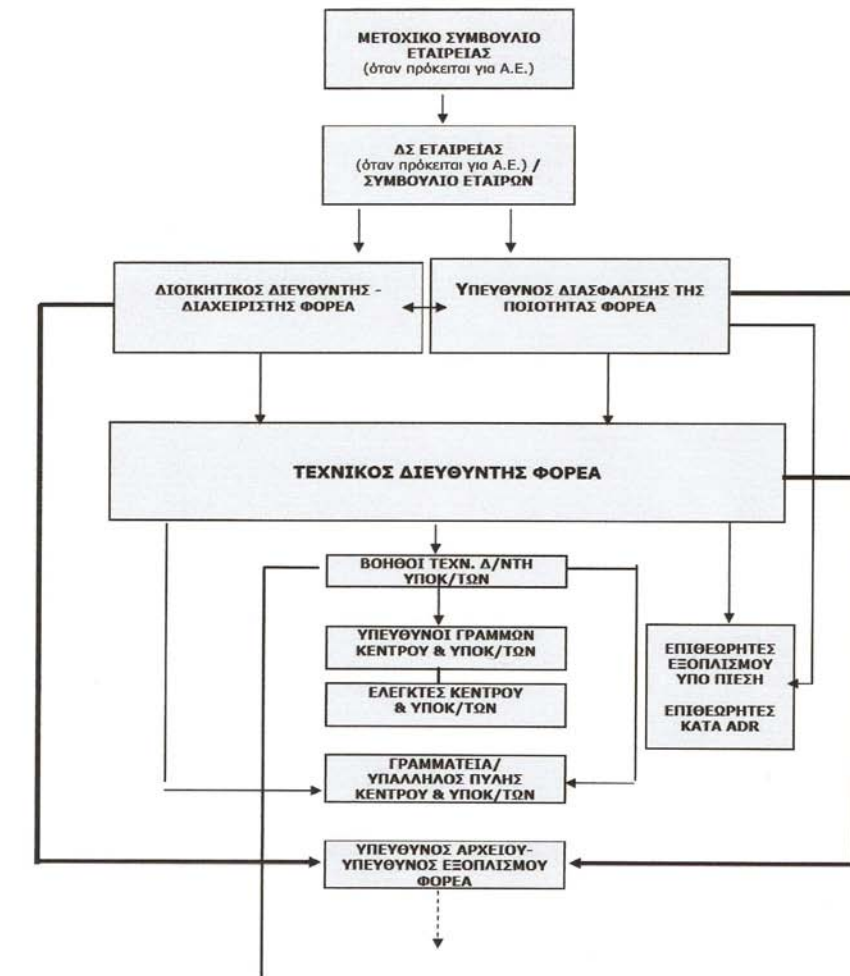 ΜΕΤΟΧΙΚΟ ΣΥΜΒΟΥΛΙΟ
ΕΤΑΙΡΕΙΑΣ
(όταν πρόκειται για Α.Ε.)
ΔΣ ΕΤΑΙΡΕΙΑΣ
(όταν πρόκειται για Α.Ε.) /
ΣΥΜΒΟΥΛΙΟ ΕΤΑΙΡΩΝ
ΔΙΟΙΚΗΤΙΚΟΣ ΔΙΕΥΘΥΝΤΗΣ -
ΔΙΑΧΕΙΡΙΣΤΗΣ ΦΟΡΕΑ
ΥΠΕΥΘΥΝΟΣ ΔΙΑΣΦΑΛΙΣΗΣ ΤΗΣ
ΠΟΙΟΤΗΤΑΣ ΦΟΡΕΑ
ΤΕΧΝΙΚΟΣ ΔΙΕΥΘΥΝΤΗΣ ΦΟΡΕΑ
ΒΟΗΘΟΙ ΤΕΧΝ. Δ/ΝΤΗ
ΥΠΟΚ/ΤΩΝ
ΥΠΕΥΘΥΝΟΙ ΓΡΑΜΜΩΝ
ΚΕΝΤΡΟΥ & ΥΠΟΚ/ΤΩΝ
ΕΛΕΓΚΤΕΣ ΚΕΝΤΡΟΥ
& ΥΠΟΚ/ΤΩΝ
ΕΠΙΘΕΩΡΗΤΕΣ
ΕΞΟΠΛΙΣΜΟΥ
ΥΠΟ ΠΙΕΣΗ
ΕΠΙΘΕΩΡΗΤΕΣ
ΚΑΤΑ ADR
ΓΡΑΜΜΑΤΕΙΑ/
ΥΠΑΛΛΗΛΟΣ ΠΥΛΗΣ
ΚΕΝΤΡΟΥ & ΥΠΟΚ/ΤΩΝ
ΥΠΕΥΘΥΝΟΣ ΑΡΧΕΙΟΥ-
ΥΠΕΥΘΥΝΟΣ ΕΞΟΠΛΙΣΜΟΥ
ΦΟΡΕΑ